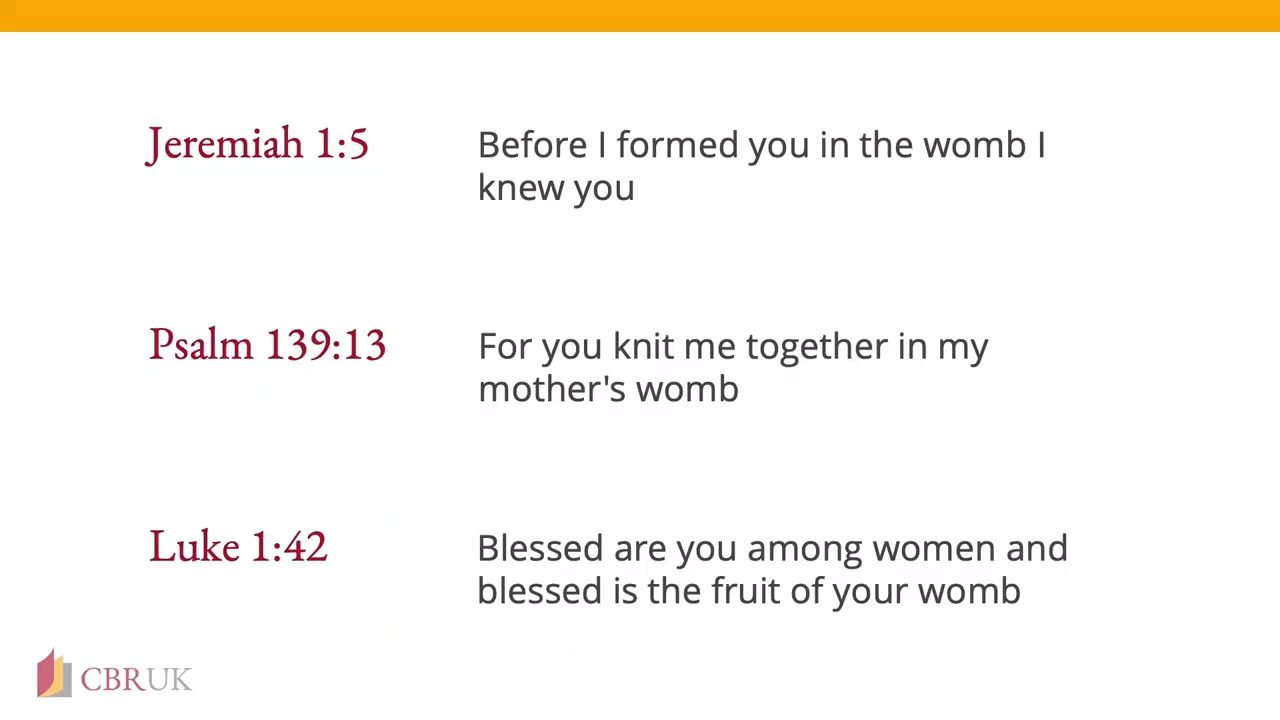 Jeremiah 1:5
Before I formed you in the womb I
knew you
Psalm 139:13
For you knit me together in my
mother's womb
Luke 1:42
Blessed are you among women and
blessed is the fruit of your womb
CBRUK